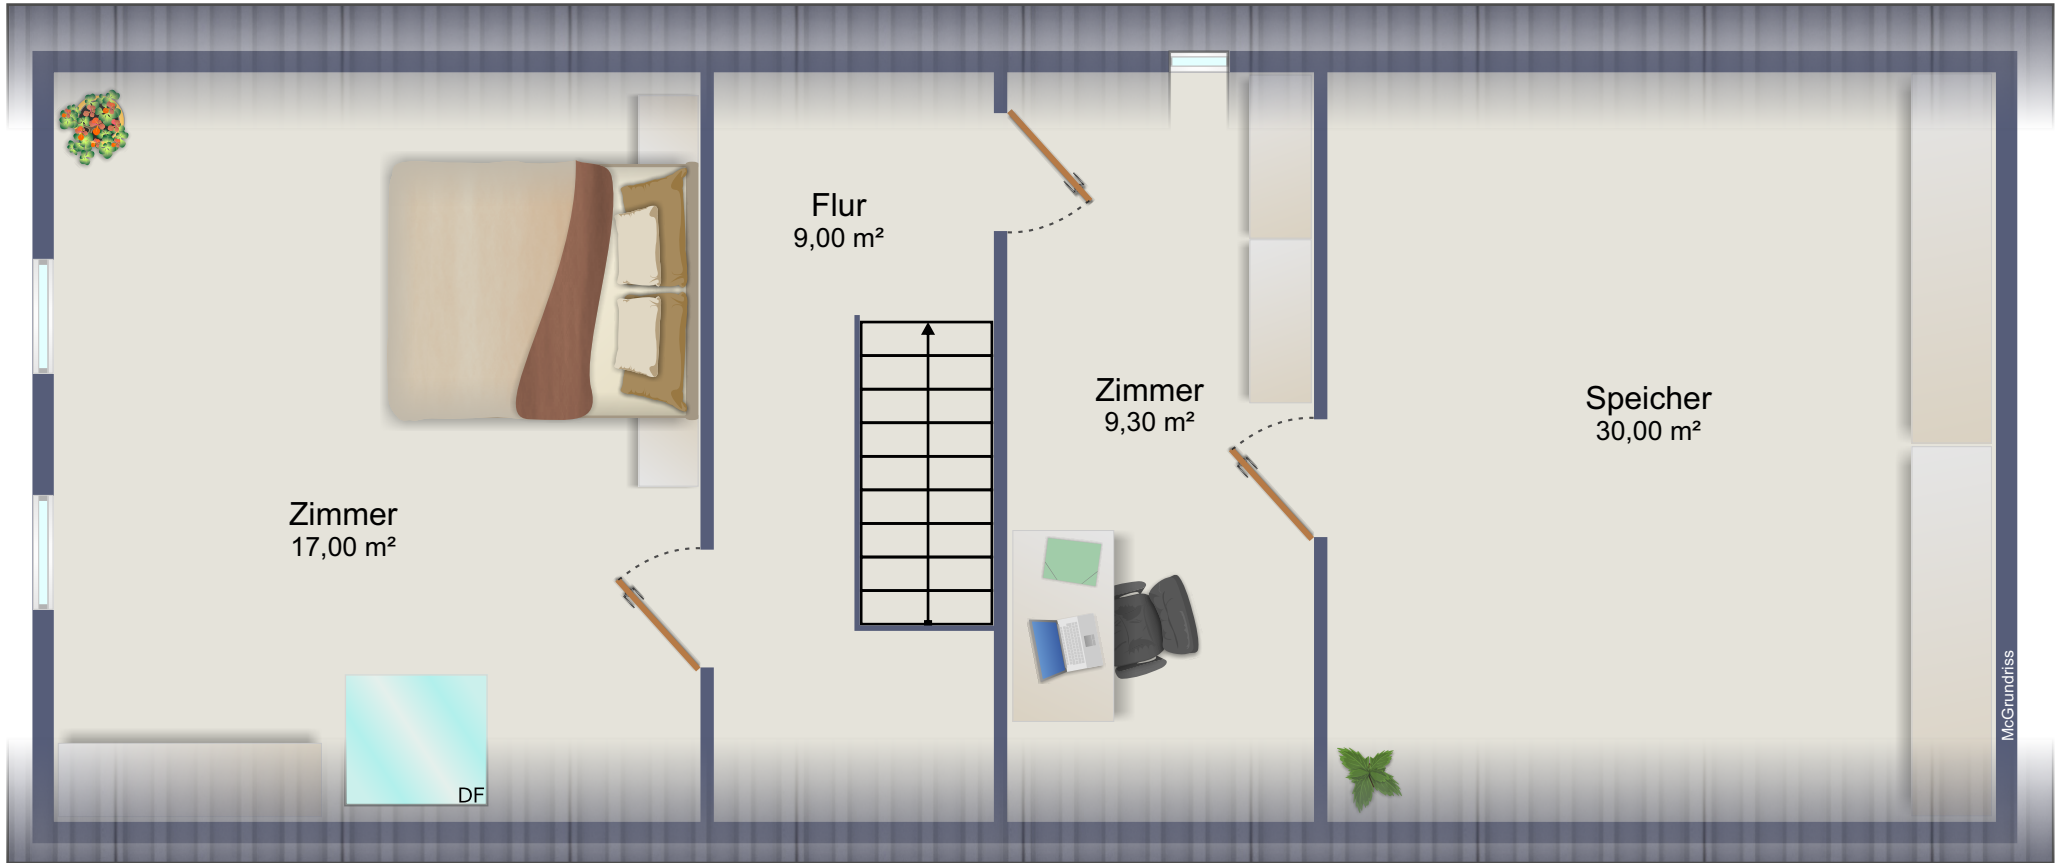 Flur
9,00 m²
Zimmer
9,30 m²
Speicher
30,00 m²
Zimmer
17,00 m²
DF
McGrundriss